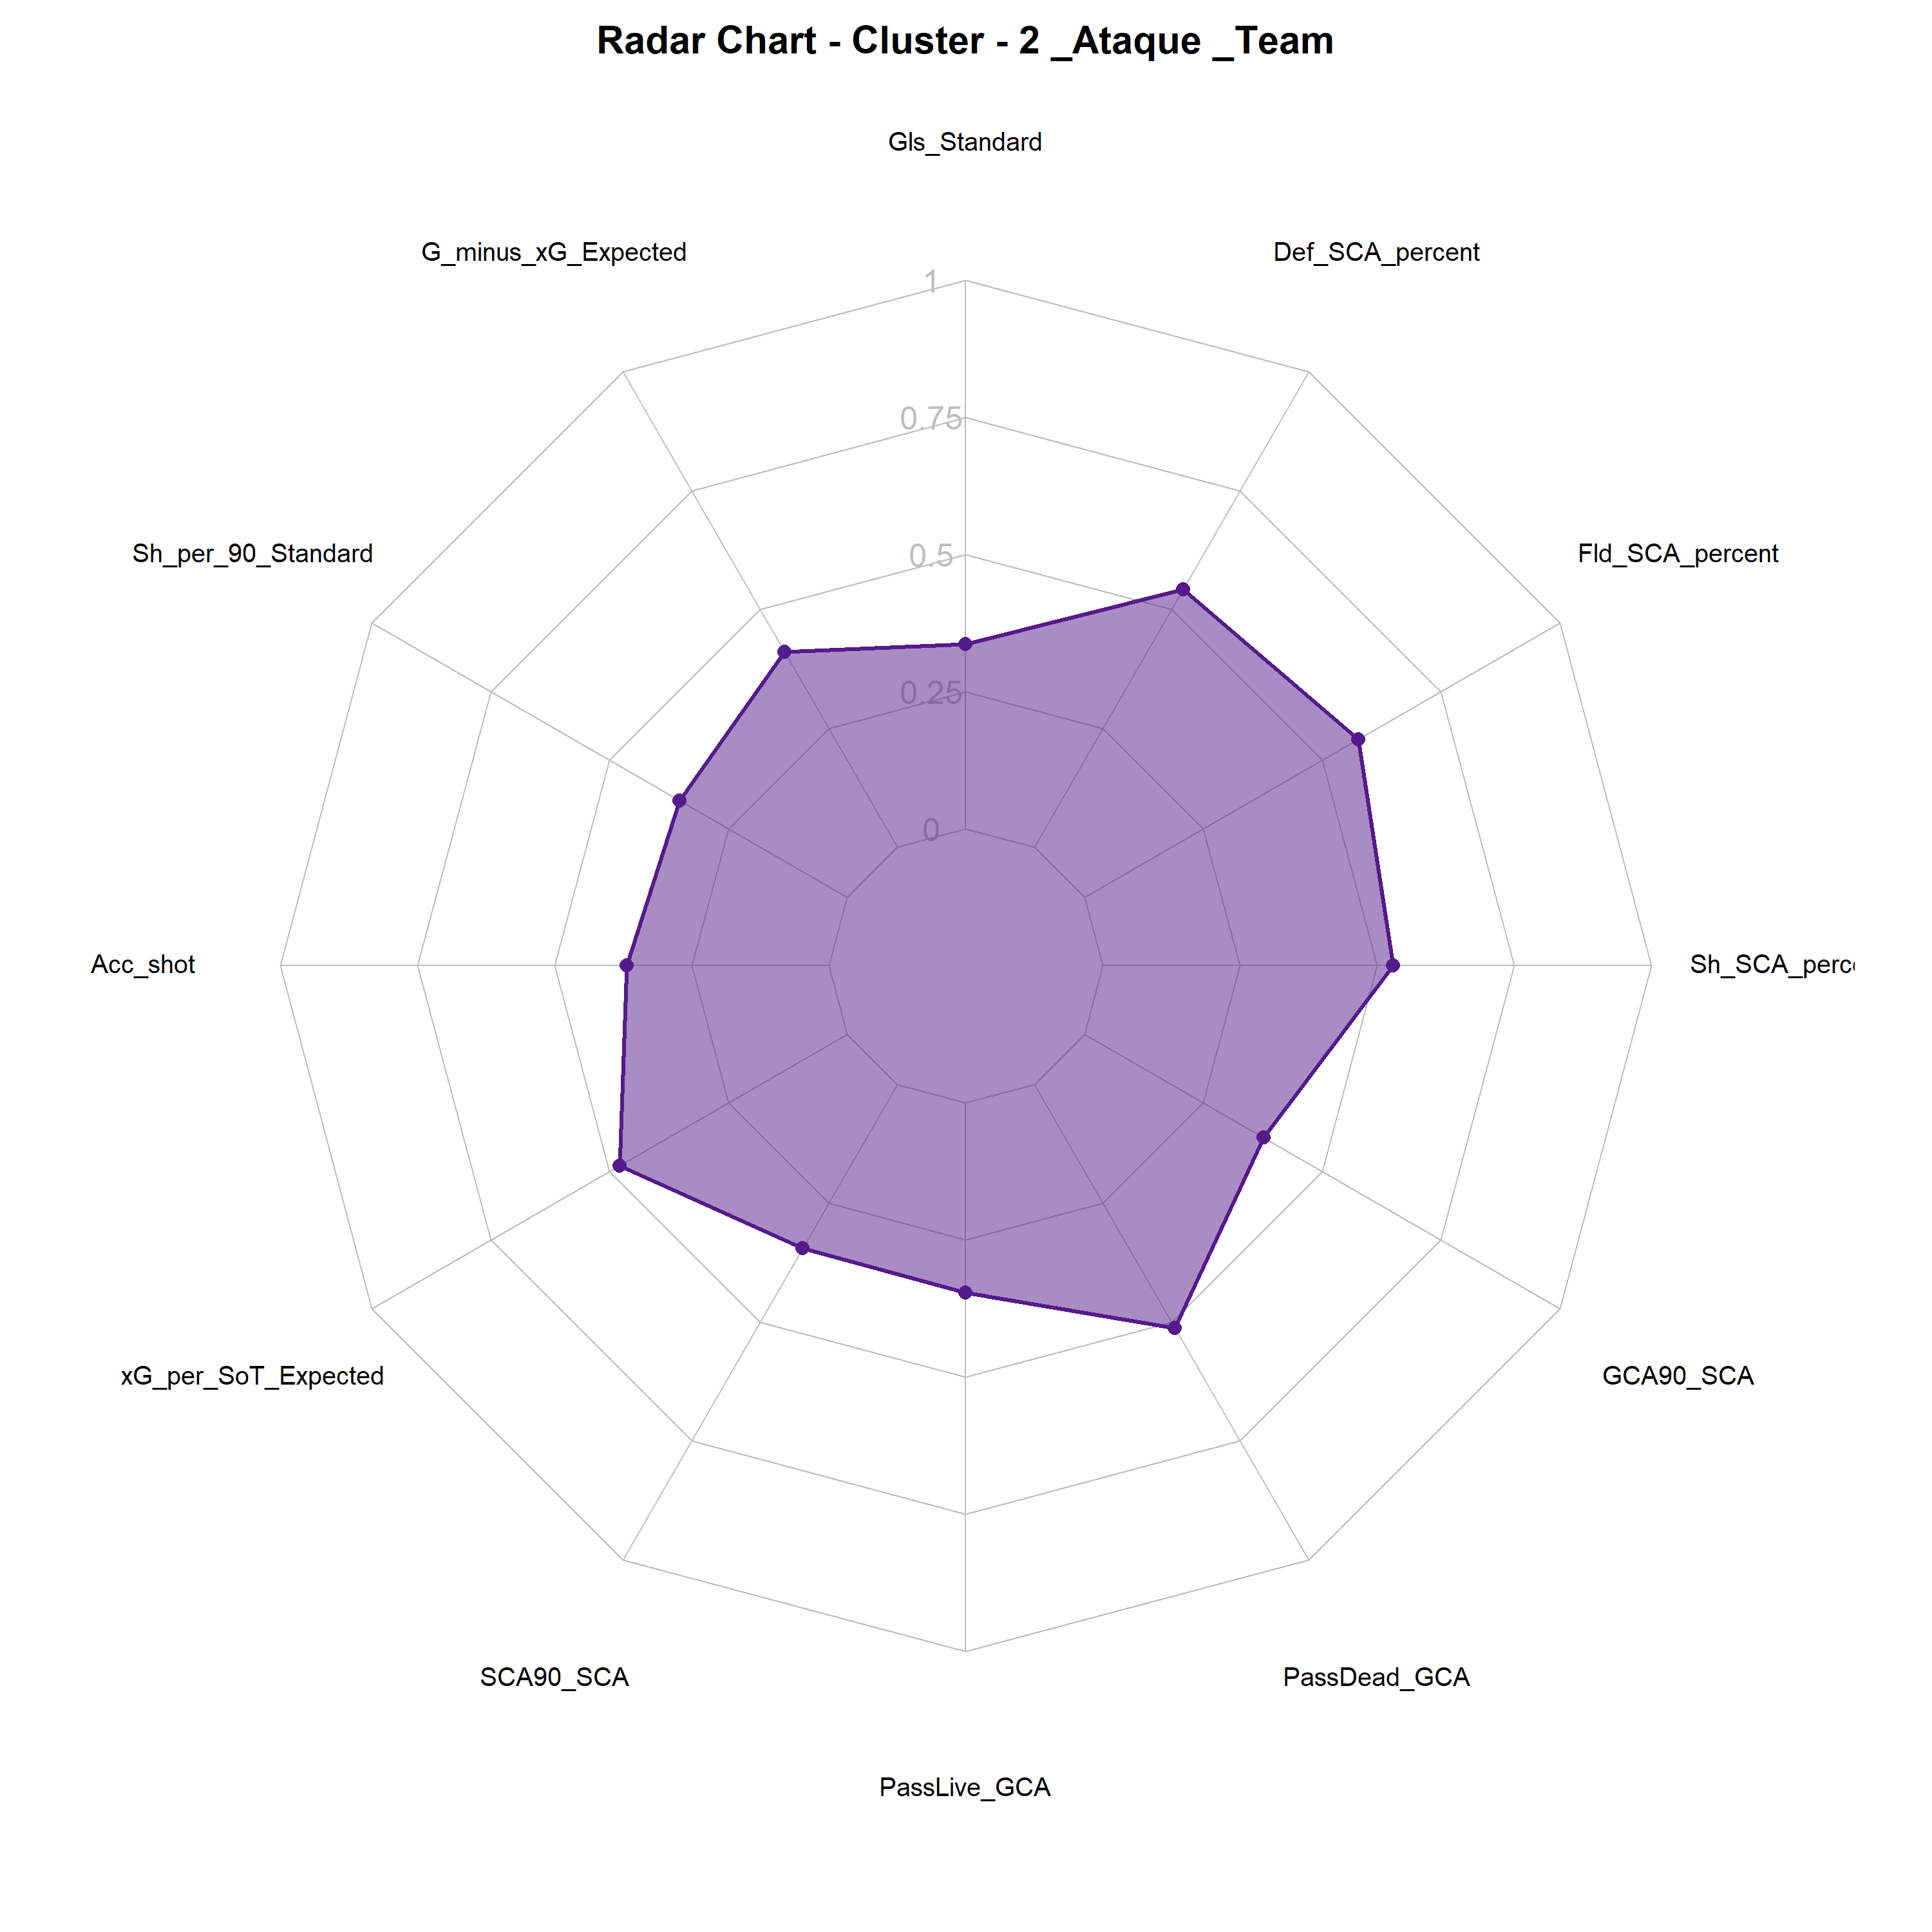 Radar Chart - Cluster - 2 _Ataque _Team
Gls_Standard
G_minus_xG_Expected
Def_SCA_percent
1
0.75
Sh_per_90_Standard
0.5
Fld_SCA_percent
0.25
0
Acc_shot
xG_per_SoT_Expected
GCA90_SCA
SCA90_SCA
PassDead_GCA
PassLive_GCA